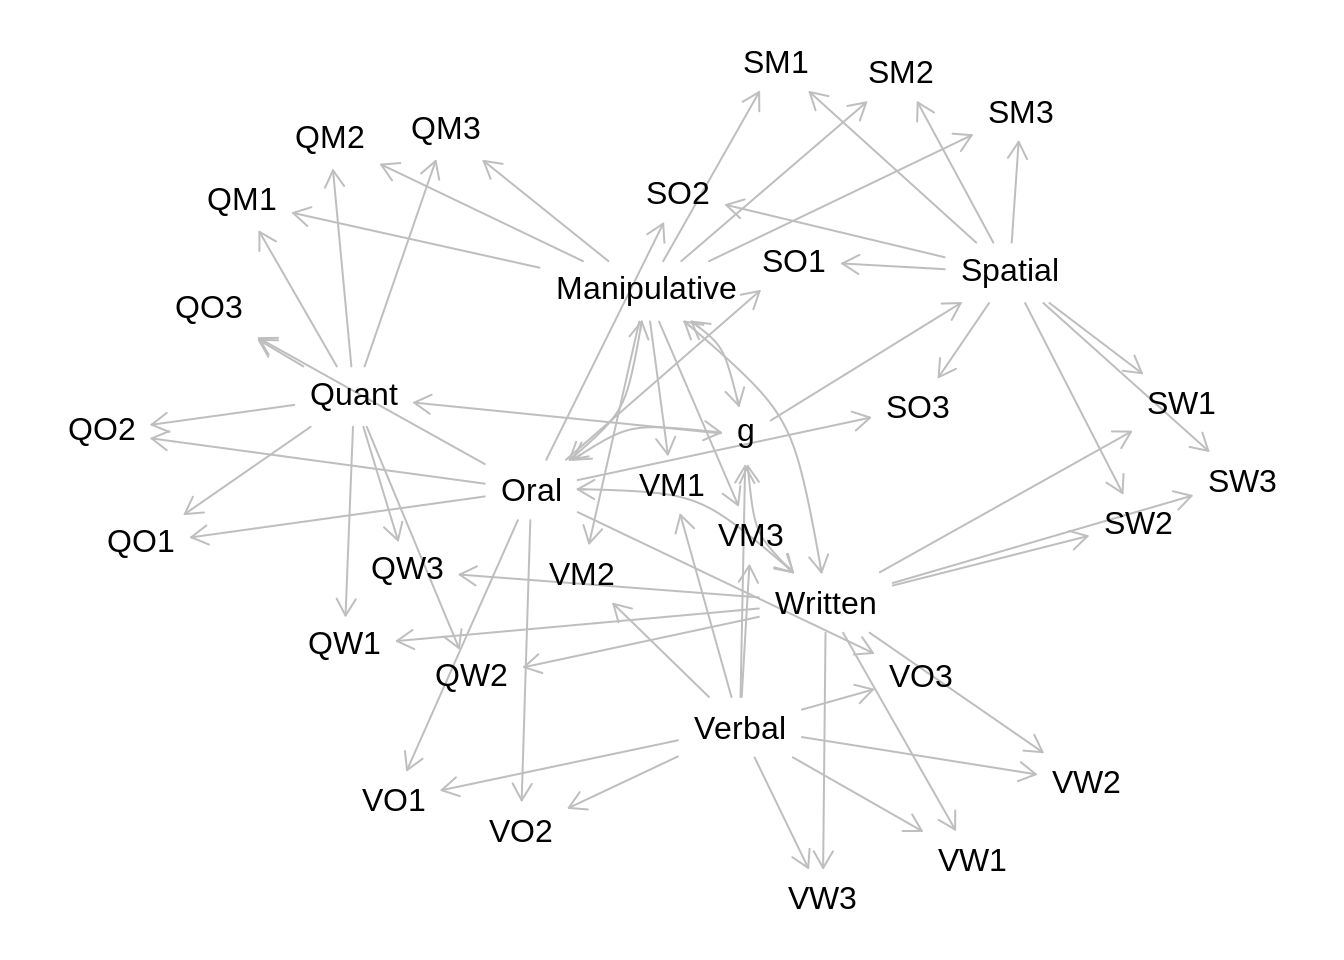 SM1
SM2
SM3
QM3
QM2
SO2
QM1
SO1
Spatial
Manipulative
QO3
Quant
SW1
SO3
QO2
g
SW3
VM1
Oral
SW2
VM3
QO1
QW3
VM2
Written
QW1
QW2
VO3
Verbal
VW2
VO1
VO2
VW1
VW3